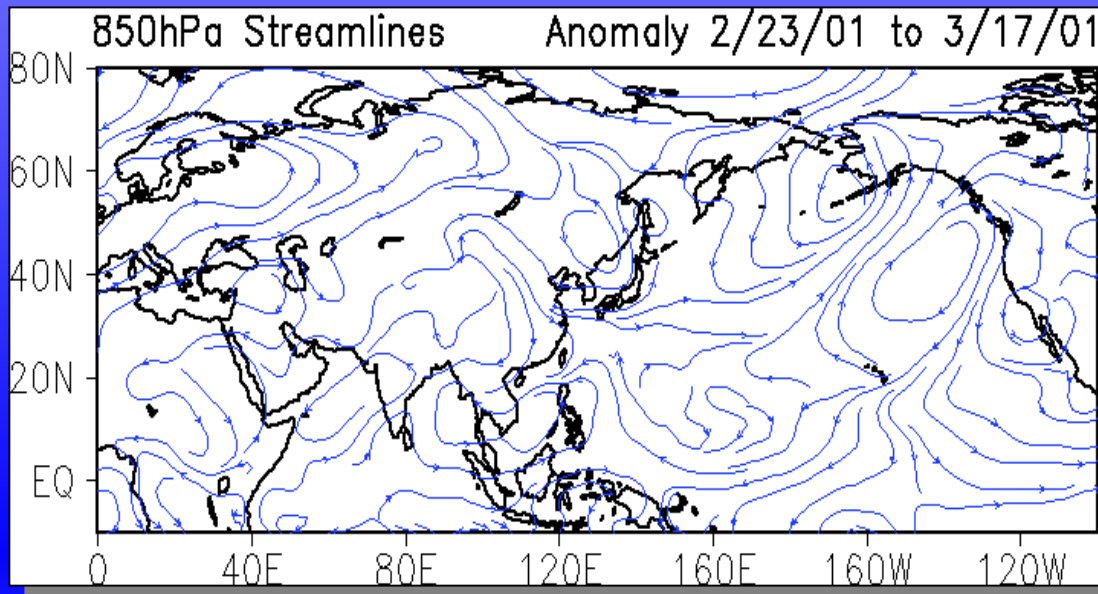 850hPa Streamlines Anomaly 2/23/01 to 3/17/01
80N
60N
40N
20N
EQ
0 40E 80E 120E 160E 160W 120W